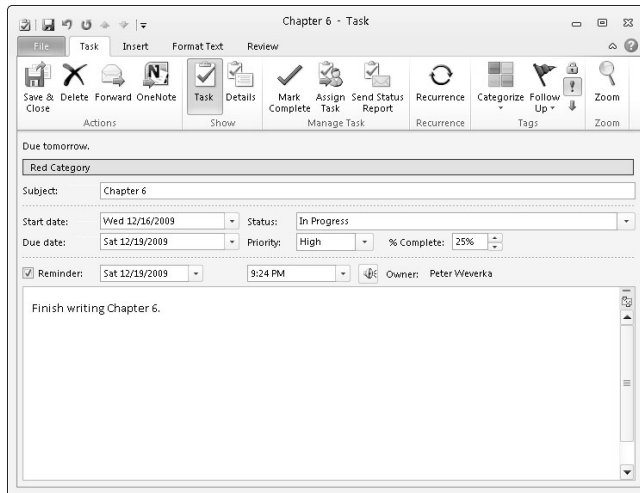 Chapter 6 - Task
File Task Insert Format Text Review
Save & Close Delete Forward OneNote Task Details Mark Complete Assign Task Send Status Report Recurrence Categorize Follow Up Zoom
Actions Show Manage Task Recurrence Tags Zoom
Due tomorrow.
Red Category
Subject: Chapter 6
Start date: Wed 12/16/2009 Status: In Progress
Due date: Sat 12/19/2009 Priority: High % Complete: 25%
Reminder: Sat 12/19/2009 9:24 PM Owner: Peter Weverka
Finish writing Chapter 6.